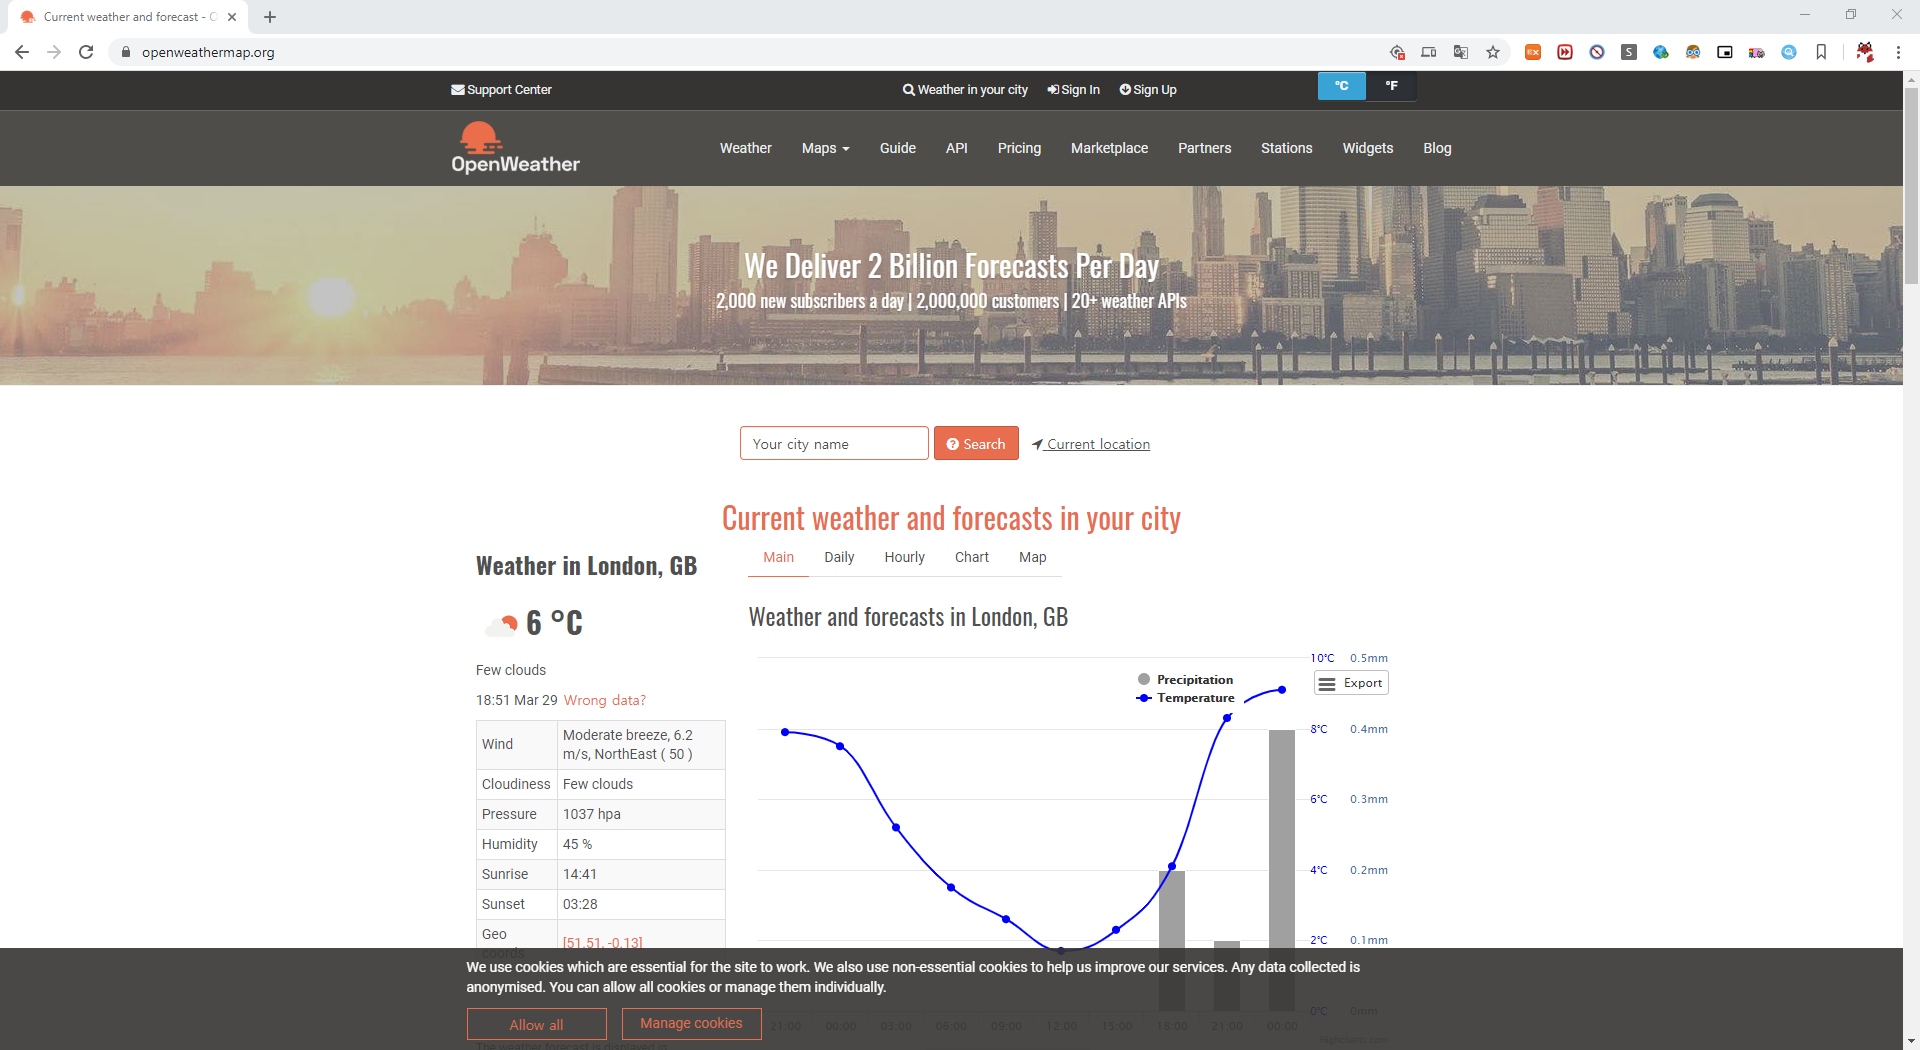 Current weather and forecast - O
openweathermap.org
Support Center
Weather in your city
Sign In
Sign Up
°C
°F
OpenWeather
Weather
Maps
Guide
API
Pricing
Marketplace
Partners
Stations
Widgets
Blog
We Deliver 2 Billion Forecasts Per Day
2,000 new subscribers a day | 2,000,000 customers | 20+ weather APIs
Your city name
Search
Current location
Current weather and forecasts in your city
Weather in London, GB
6 °C
Few clouds
18:51 Mar 29 Wrong data?
Wind
Moderate breeze, 6.2
m/s, NorthEast ( 50 )
Cloudiness
Few clouds
Pressure
1037 hpa
Humidity
45 %
Sunrise
14:41
Sunset
03:28
Geo
coords
[51.51, -0.13]
Main
Daily
Hourly
Chart
Map
Weather and forecasts in London, GB
Precipitation
Temperature
Export
10°C 0.5mm
8°C 0.4mm
6°C 0.3mm
4°C 0.2mm
2°C 0.1mm
0°C 0mm
21:00 00:00 03:00 06:00 09:00 12:00 15:00 18:00 21:00 00:00
We use cookies which are essential for the site to work. We also use non-essential cookies to help us improve our services. Any data collected is
anonymised. You can allow all cookies or manage them individually.
Allow all
Manage cookies